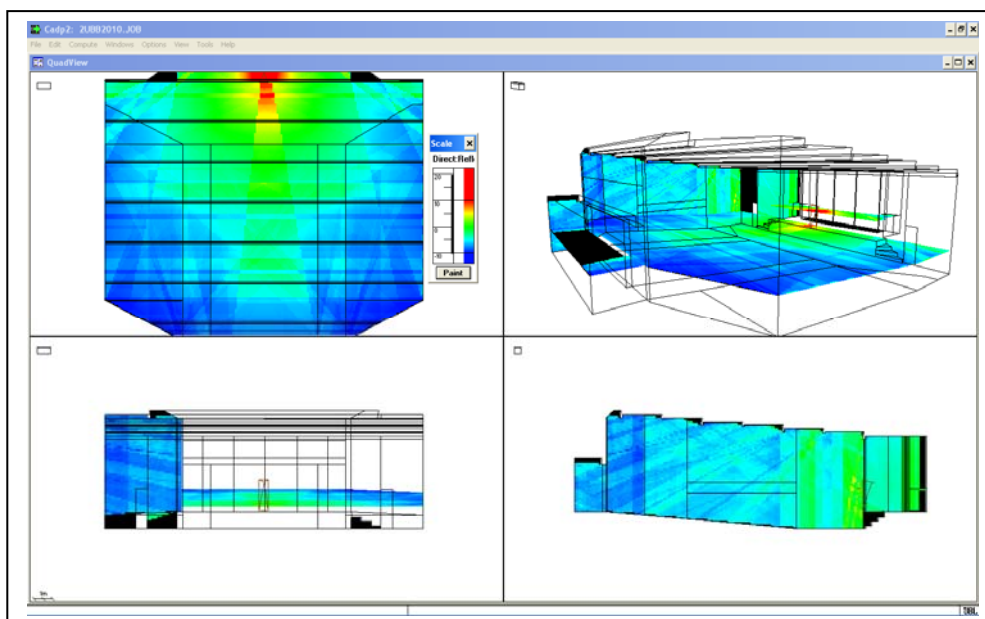 Cadp2: 2UBB2010.JOB
File Edit Compute Windows Options View Tools Help
QuadView
Scale
Direct:Refl
20
10
0
-10
Paint
1m